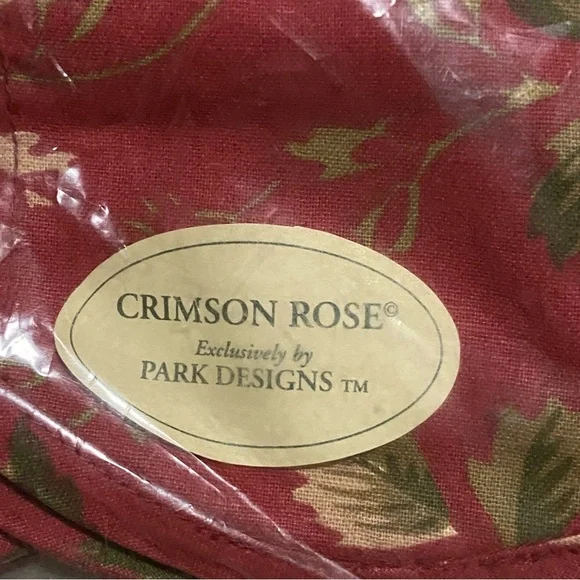 CRIMSON ROSE©
Exclusively by
PARK DESIGNS TM